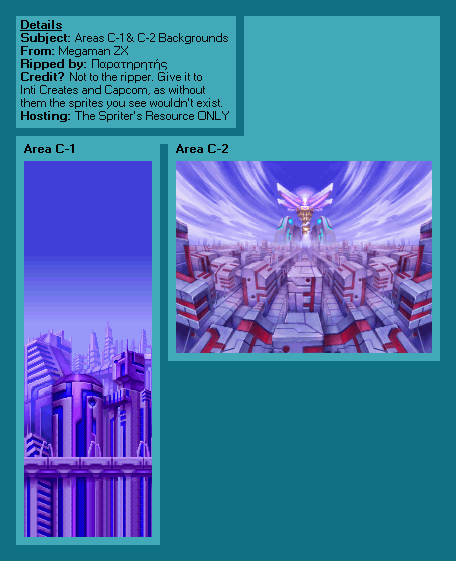 Details
Subject: Areas C-1 & C-2 Backgrounds
From: Megaman ZX
Ripped by: Παρατηρητής
Credit? Not to the ripper. Give it to
Inti Creates and Capcom, as without
them the sprites you see wouldn't exist.
Hosting: The Spriter's Resource ONLY
Area C-1
Area C-2